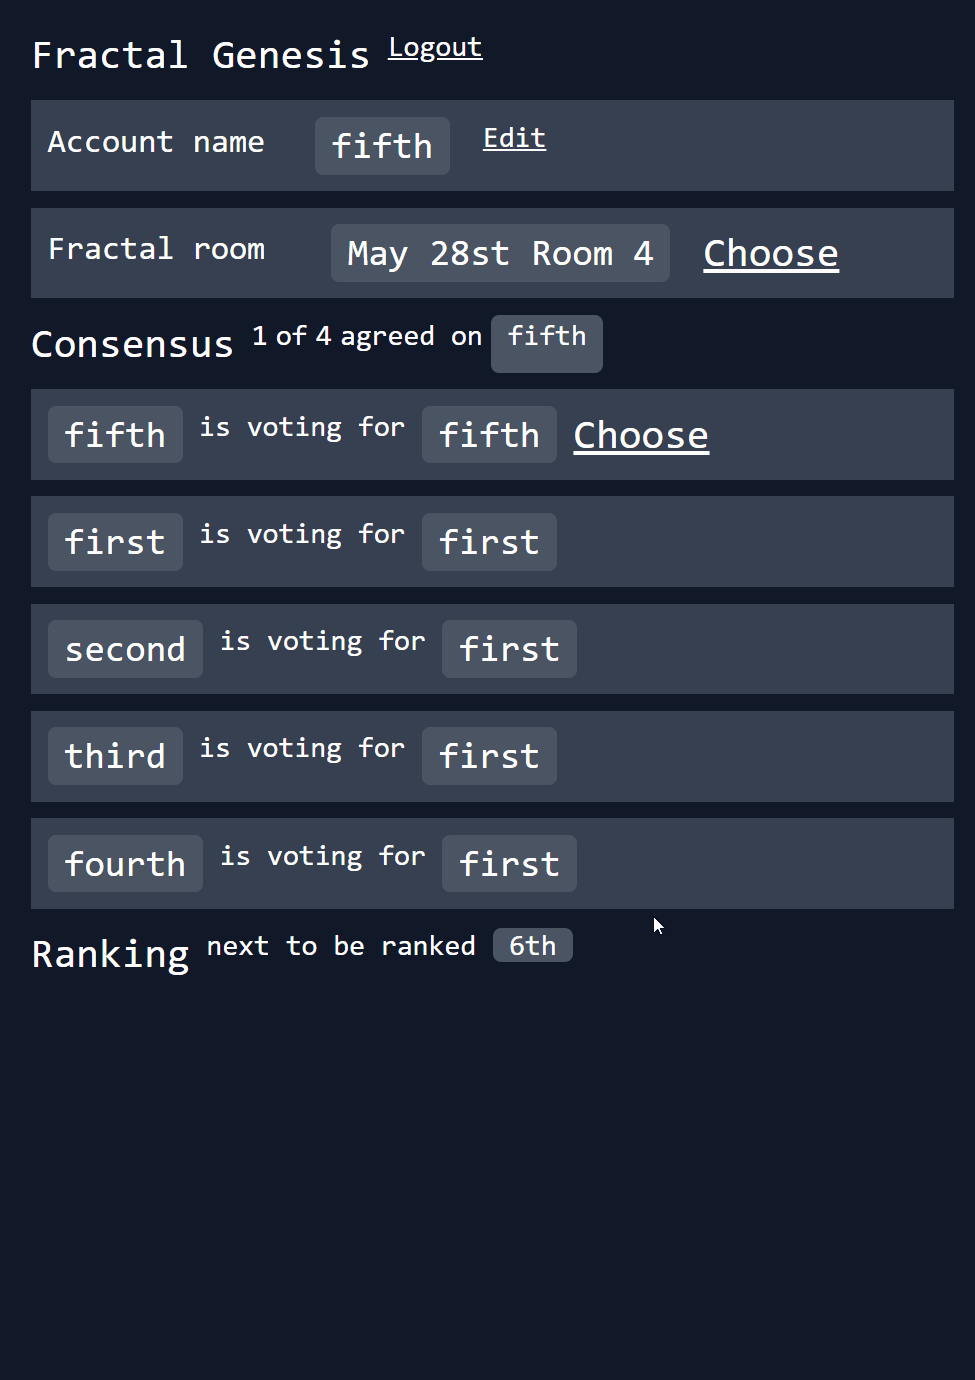 Fractal Genesis Logout
Account name fifth Edit
Fractal room May 28st Room 4 Choose
Consensus 1 of 4 agreed on fifth
fifth is voting for fifth Choose
first is voting for first
second is voting for first
third is voting for first
fourth is voting for first
Ranking next to be ranked 6th